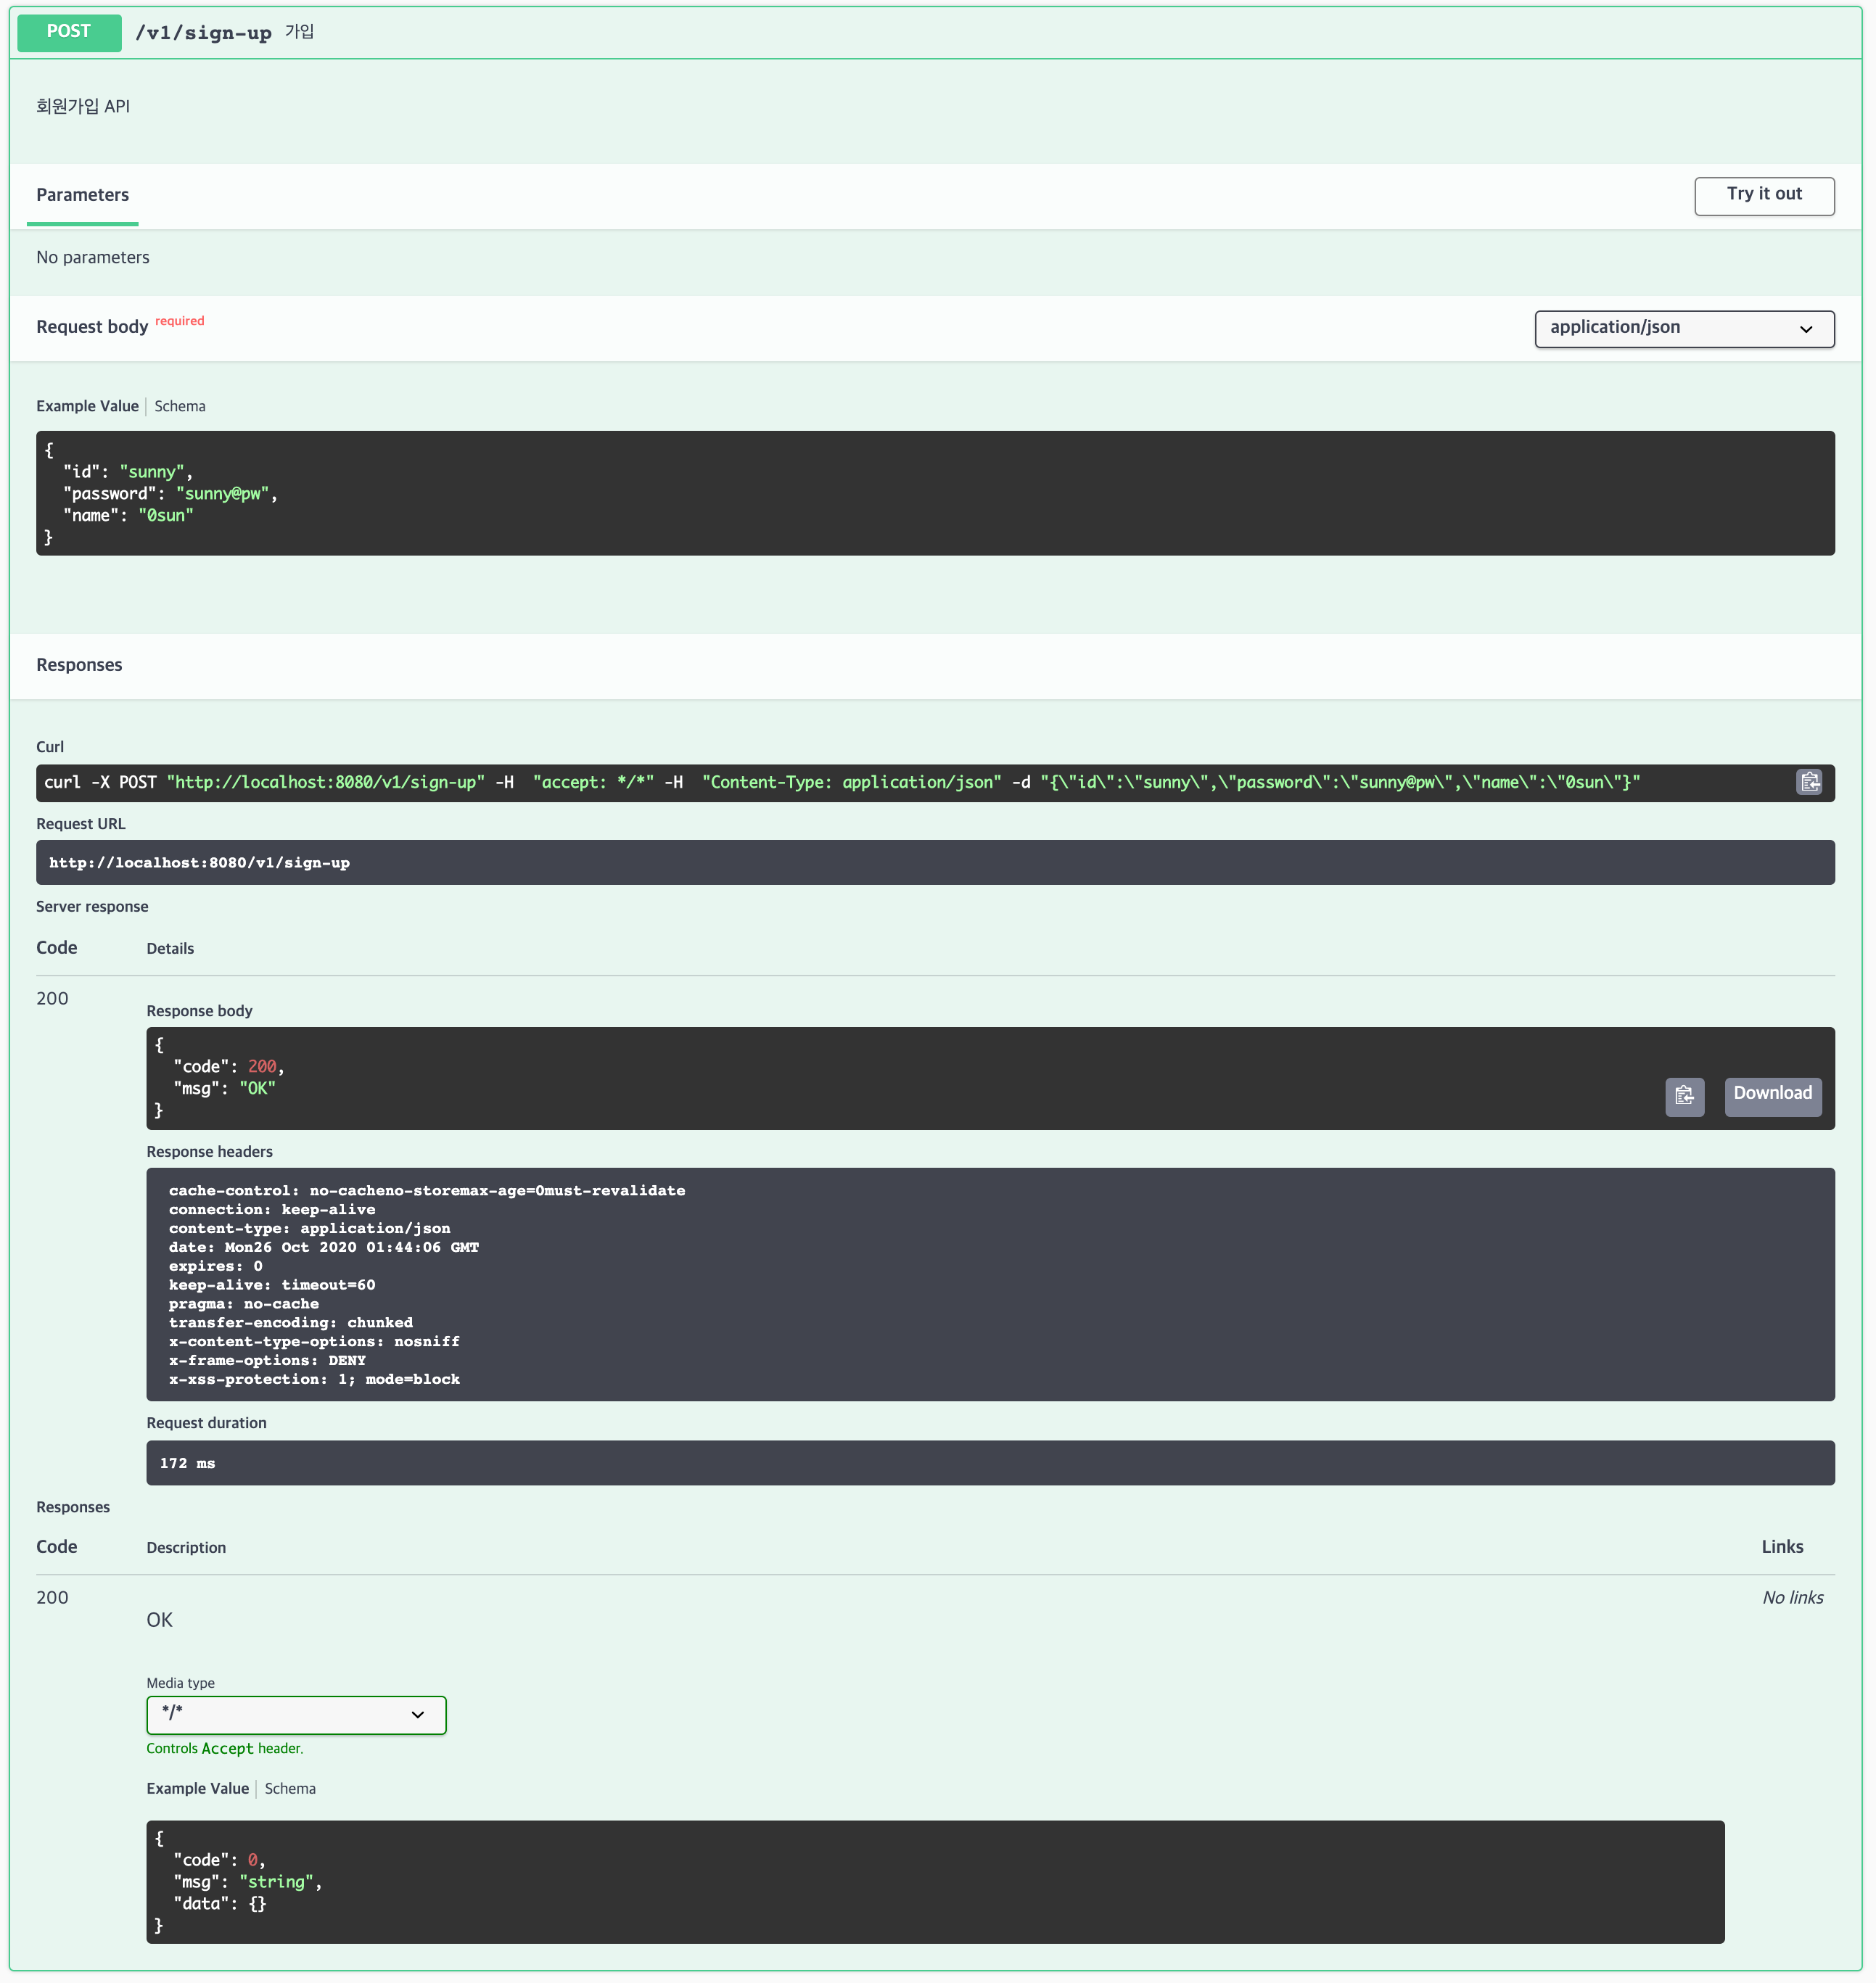 POST /v1/sign-up 가입
회원가입 API
Parameters
Try it out
No parameters
Request body required
application/json
Example Value Schema
{
"id": "sunny",
"password": "sunny@pw",
"name": "0sun"
}
Responses
Curl
curl -X POST "http://localhost:8080/v1/sign-up" -H  "accept: */*" -H  "Content-Type: application/json" -d "{\"id\":\"sunny\",\"password\":\"sunny@pw\",\"name\":\"0sun\"}"
Request URL
http://localhost:8080/v1/sign-up
Server response
Code Details
200
Response body
{
"code": 200,
"msg": "OK"
}
Download
Response headers
cache-control: no-cacheno-storemax-age=0must-revalidate
connection: keep-alive
content-type: application/json
date: Mon26 Oct 2020 01:44:06 GMT
expires: 0
keep-alive: timeout=60
pragma: no-cache
transfer-encoding: chunked
x-content-type-options: nosniff
x-frame-options: DENY
x-xss-protection: 1; mode=block
Request duration
172 ms
Responses
Code Description Links
200 No links
OK
Media type
*/*
Controls Accept header.
Example Value Schema
{
"code": 0,
"msg": "string",
"data": {}
}